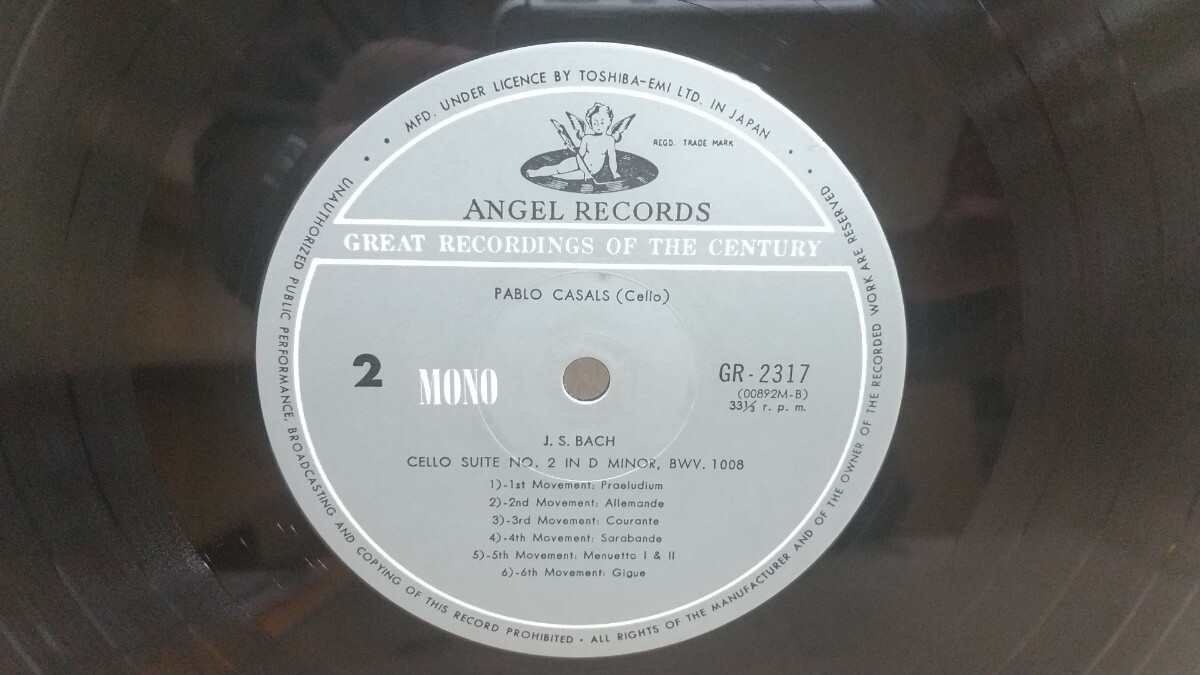 MFD. UNDER LICENCE BY TOSHIBA-EMI LTD. IN JAPAN
REGD. TRADE MARK
ANGEL RECORDS
GREAT RECORDINGS OF THE CENTURY
PABLO CASALS (Cello)
2
MONO
GR-2317
(00892M-B)
33⅓ r. p. m.
J. S. BACH
CELLO SUITE NO. 2 IN D MINOR, BWV. 1008
1)-1st Movement: Praeludium
2)-2nd Movement: Allemande
3)-3rd Movement: Courante
4)-4th Movement: Sarabande
5)-5th Movement: Menuetto I & II
6)-6th Movement: Gigue
UNAUTHORIZED PUBLIC PERFORMANCE, BROADCASTING AND COPYING OF THIS RECORD PROHIBITED • ALL RIGHTS OF THE MANUFACTURER AND OF THE OWNER OF THE RECORDED WORK ARE RESERVED